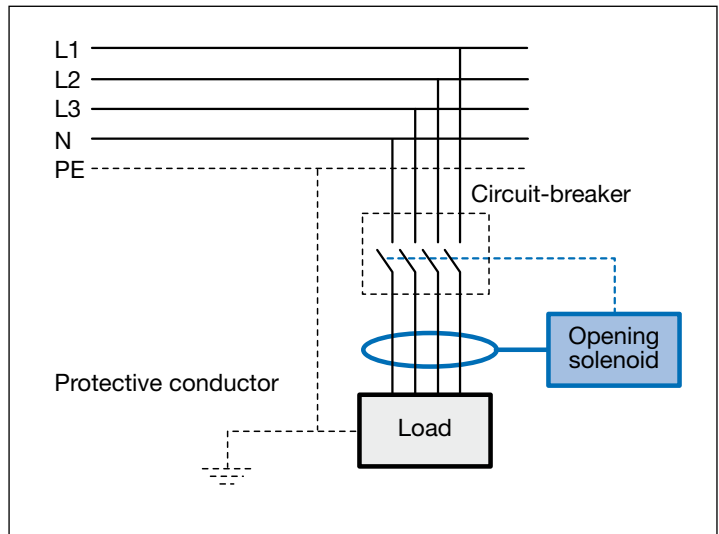 L1
L2
L3
N
PE
Circuit-breaker
Opening
solenoid
Protective conductor
Load